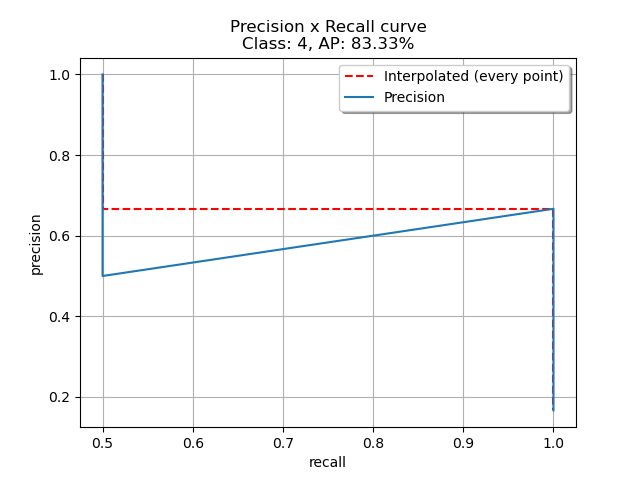 Precision x Recall curve
Class: 4, AP: 83.33%
Interpolated (every point)
Precision
1.0
0.8
0.6
0.4
0.2
precision
0.5
0.6
0.7
0.8
0.9
1.0
recall